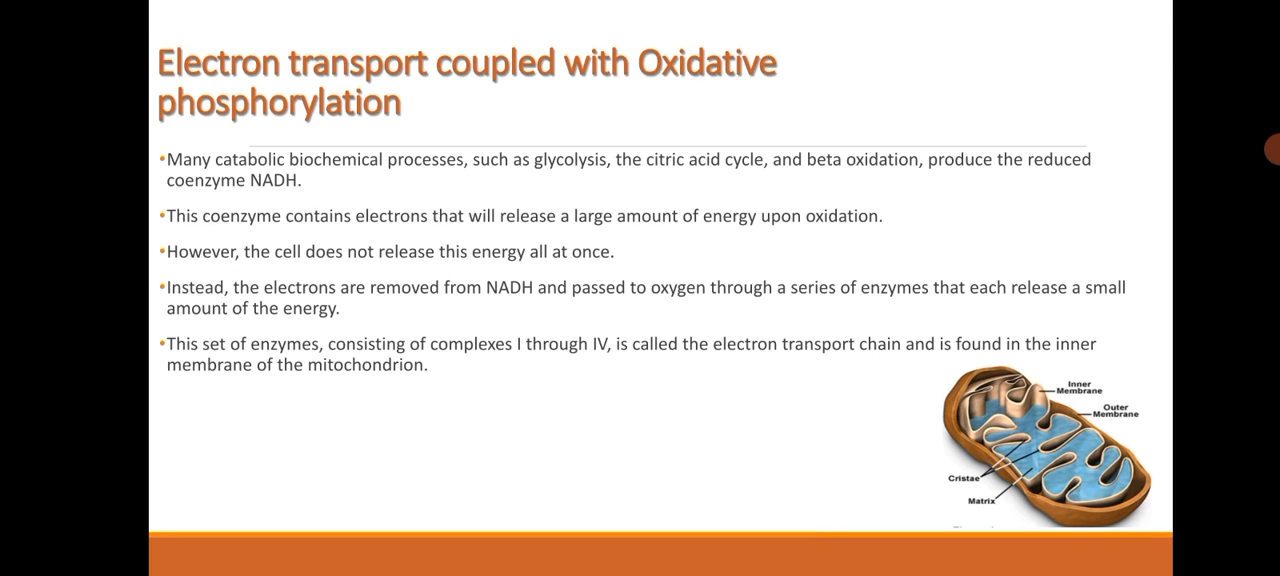 Electron transport coupled with Oxidative
phosphorylation
•Many catabolic biochemical processes, such as glycolysis, the citric acid cycle, and beta oxidation, produce the reduced
coenzyme NADH.
•This coenzyme contains electrons that will release a large amount of energy upon oxidation.
•However, the cell does not release this energy all at once.
•Instead, the electrons are removed from NADH and passed to oxygen through a series of enzymes that each release a small
amount of the energy.
•This set of enzymes, consisting of complexes I through IV, is called the electron transport chain and is found in the inner
membrane of the mitochondrion.
Inner
Membrane
Outer
Membrane
Cristae
Matrix